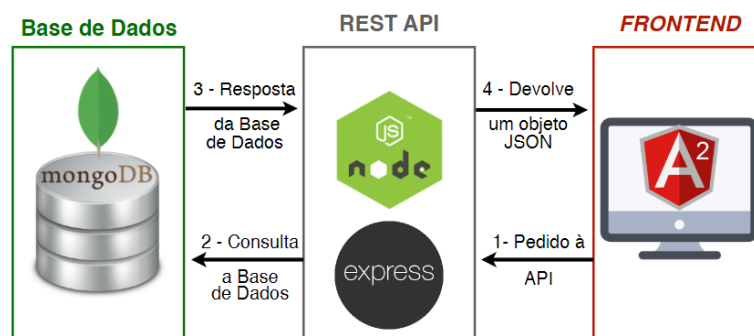 Base de Dados
REST API
FRONTEND
3 - Resposta
da Base
de Dados
4 - Devolve
um objeto
JSON
mongoDB
JS
node
A2
2 - Consulta
a Base
de Dados
express
1- Pedido à
API